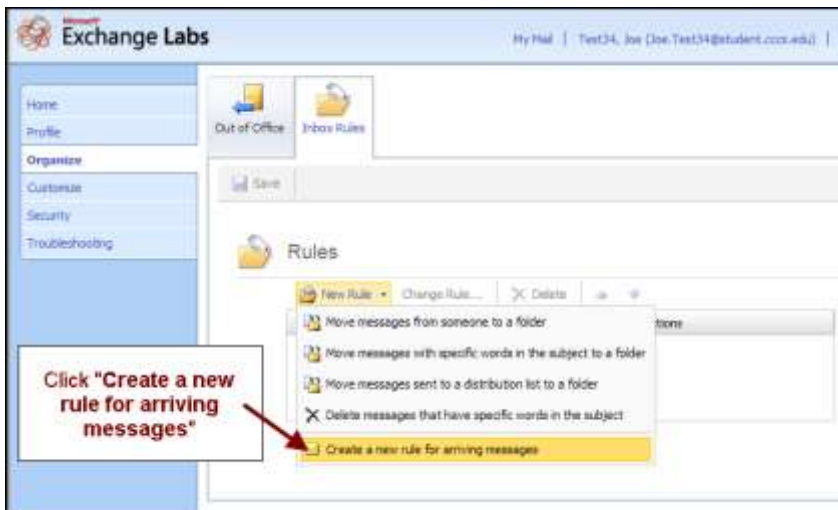 Microsoft
Exchange Labs
My Mail | Test34, Joe (Joe.Test34@student.cccs.edu) |
Home
Profile
Organize
Customize
Security
Troubleshooting
Out of Office
Inbox Rules
Save
Rules
New Rule
Change Rule...
Delete
Move messages from someone to a folder
tions
Move messages with specific words in the subject to a folder
Move messages sent to a distribution list to a folder
Delete messages that have specific words in the subject
Create a new rule for arriving messages
Click "Create a new
rule for arriving
messages"